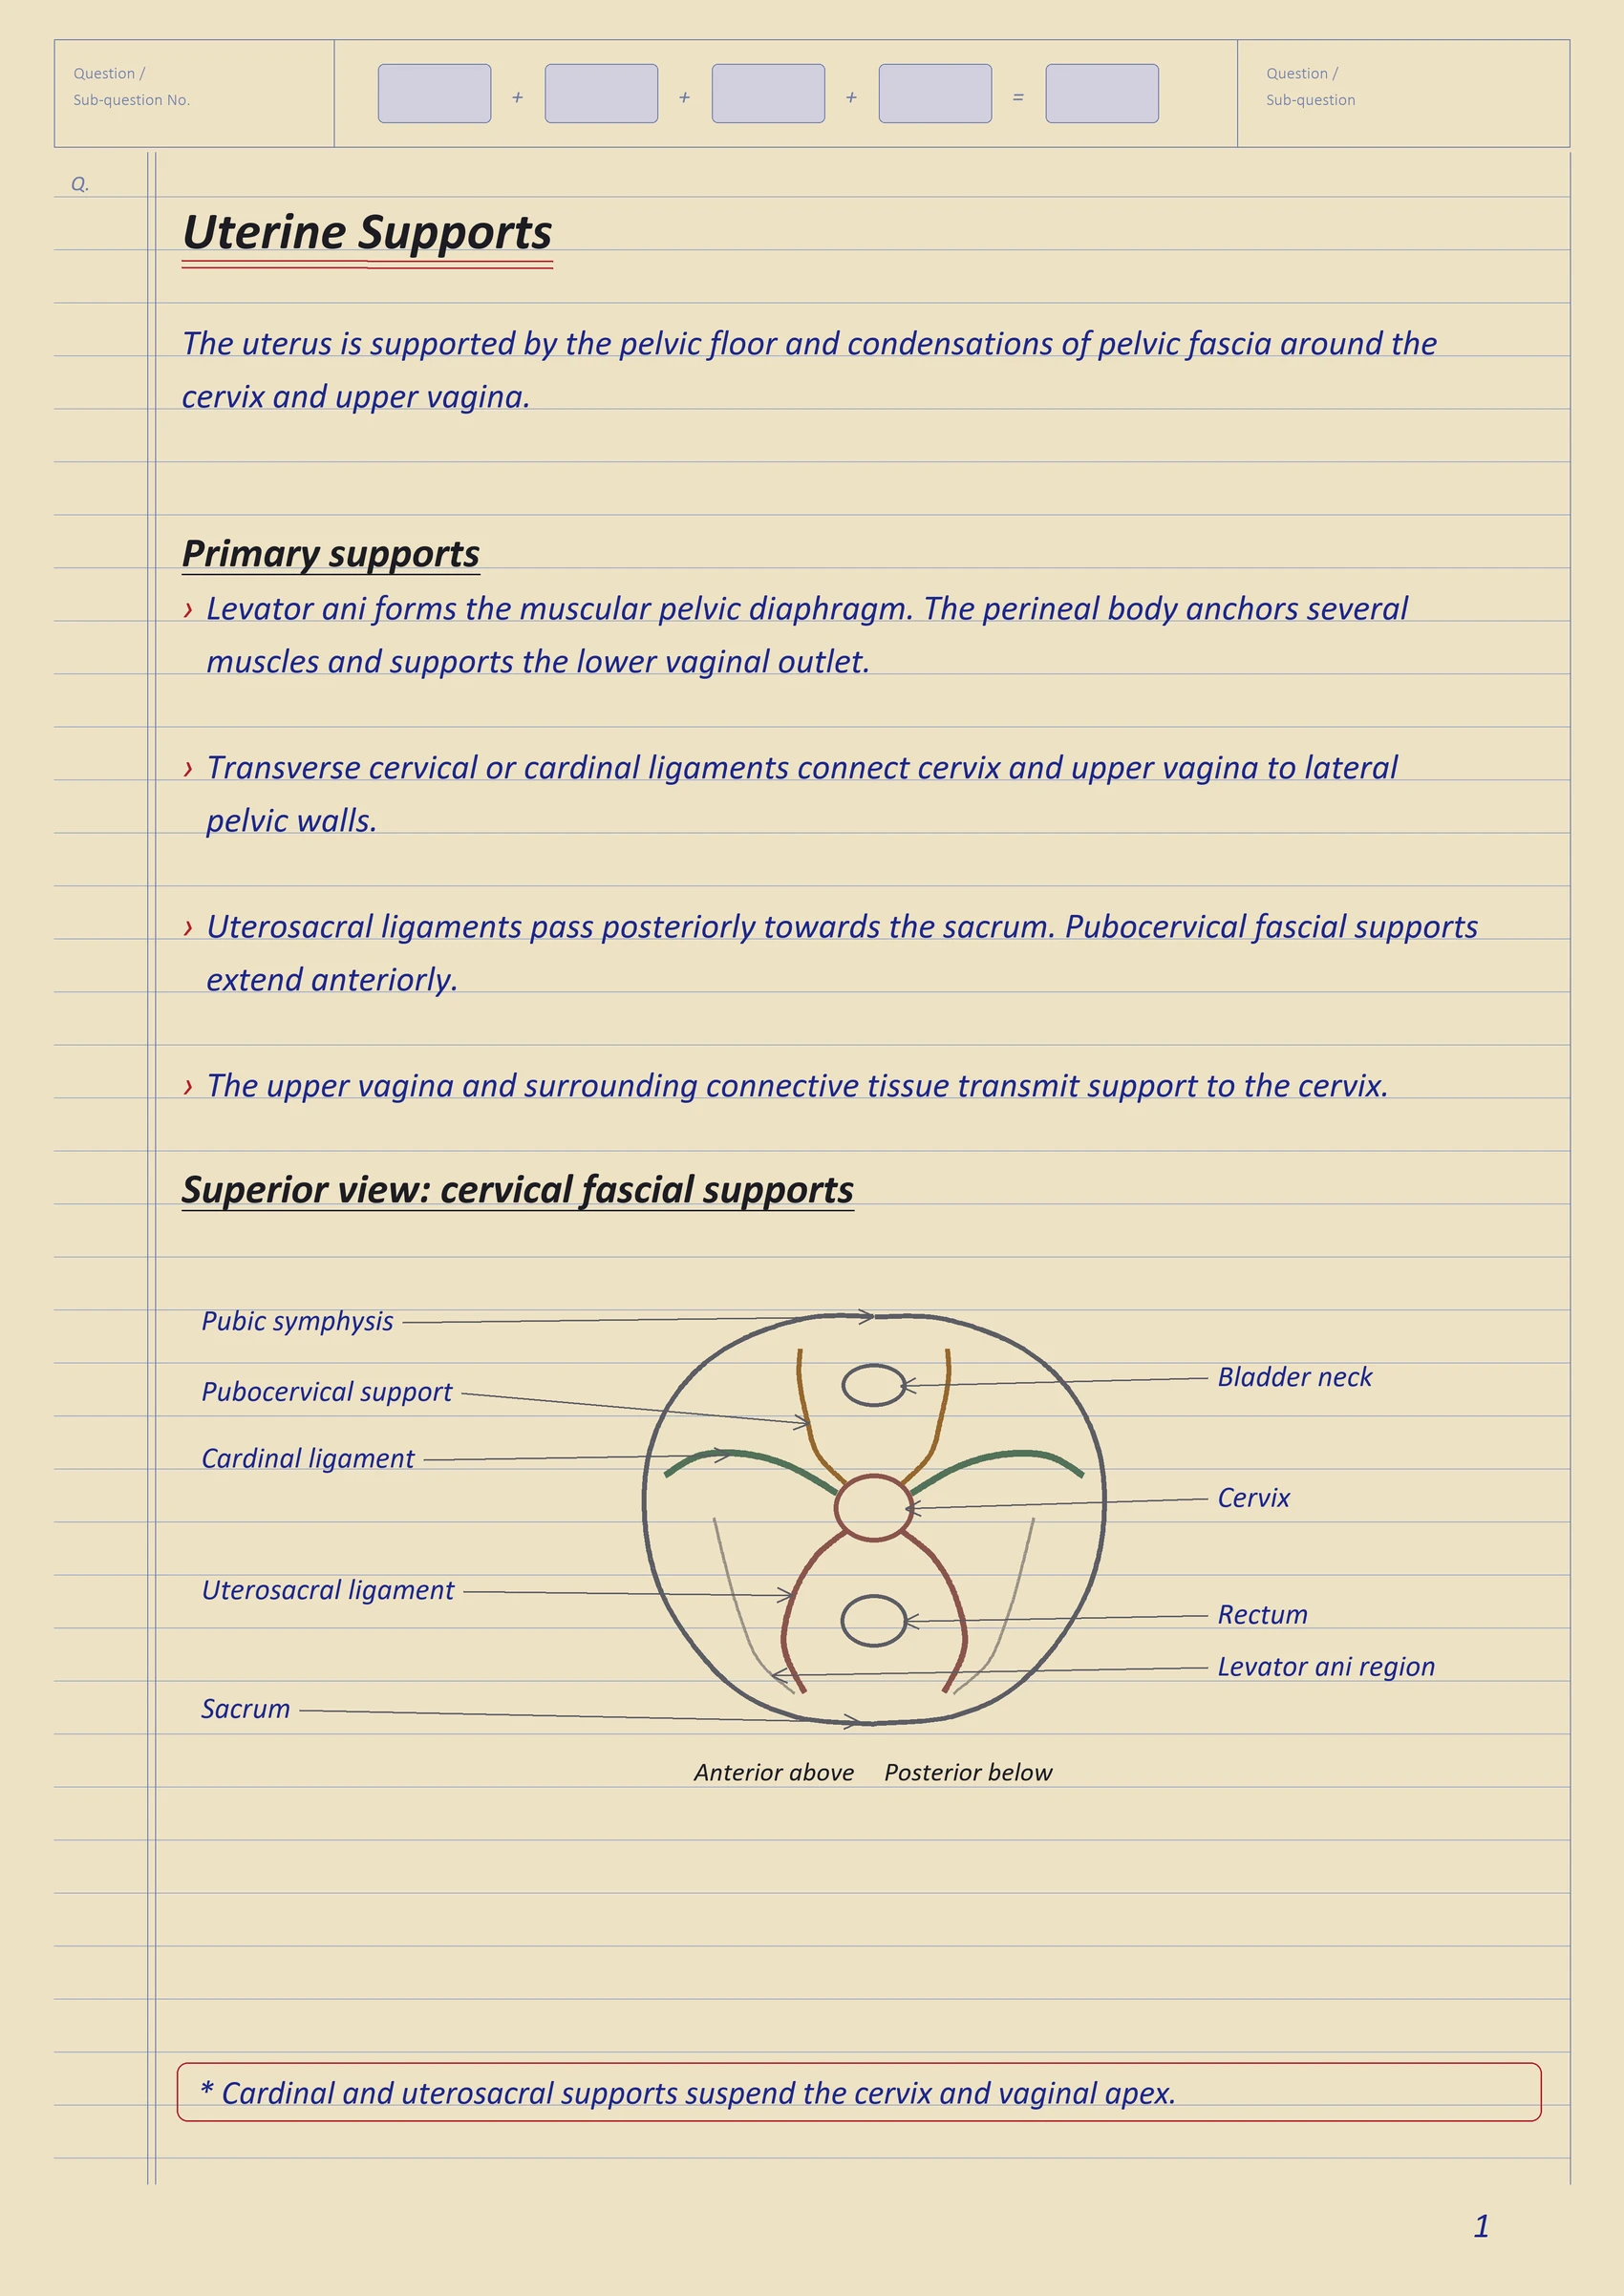 Question /
Sub-question No.
+ + + + =
Question /
Sub-question
Q.
Uterine Supports
The uterus is supported by the pelvic floor and condensations of pelvic fascia around the
cervix and upper vagina.
Primary supports
› Levator ani forms the muscular pelvic diaphragm. The perineal body anchors several
muscles and supports the lower vaginal outlet.
› Transverse cervical or cardinal ligaments connect cervix and upper vagina to lateral
pelvic walls.
› Uterosacral ligaments pass posteriorly towards the sacrum. Pubocervical fascial supports
extend anteriorly.
› The upper vagina and surrounding connective tissue transmit support to the cervix.
Superior view: cervical fascial supports
Pubic symphysis
Bladder neck
Pubocervical support
Cardinal ligament
Cervix
Uterosacral ligament
Rectum
Levator ani region
Sacrum
Anterior above Posterior below
* Cardinal and uterosacral supports suspend the cervix and vaginal apex.
1